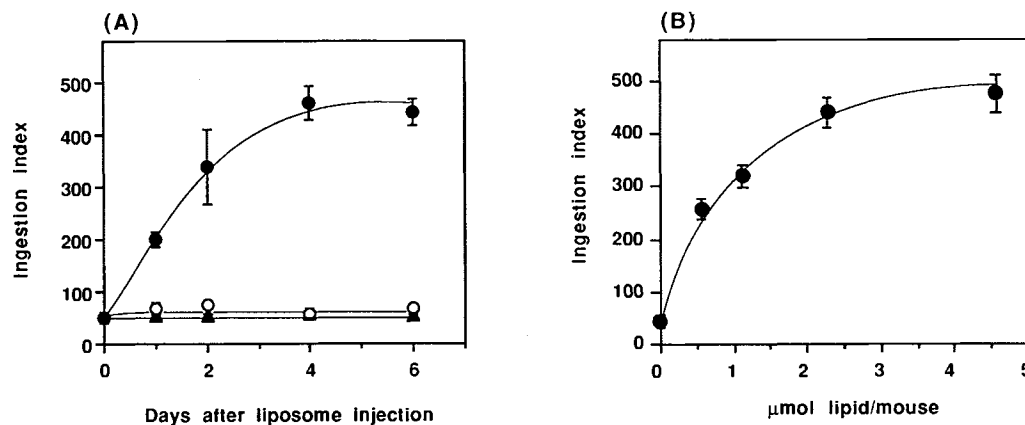 (A)
Ingestion index
500
400
300
200
100
0
0 2 4 6
Days after liposome injection
(B)
Ingestion index
500
400
300
200
100
0
0 1 2 3 4 5
μmol lipid/mouse